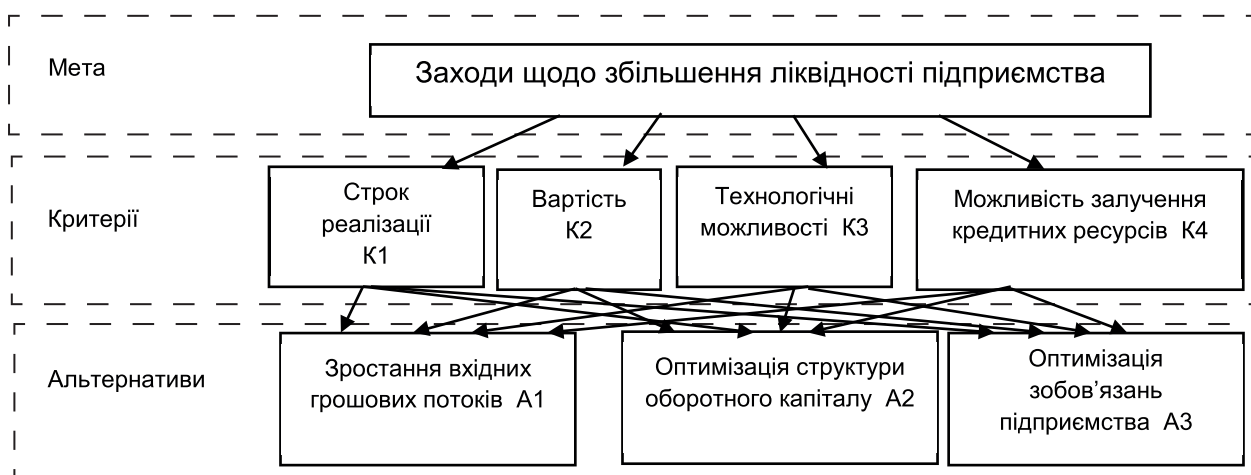 Мета
Заходи щодо збільшення ліквідності підприємства
Критерії
Строк
реалізації
К1
Вартість
К2
Технологічні
можливості К3
Можливість залучення
кредитних ресурсів К4
Альтернативи
Зростання вхідних
грошових потоків А1
Оптимізація структури
оборотного капіталу А2
Оптимізація
зобов’язань
підприємства А3